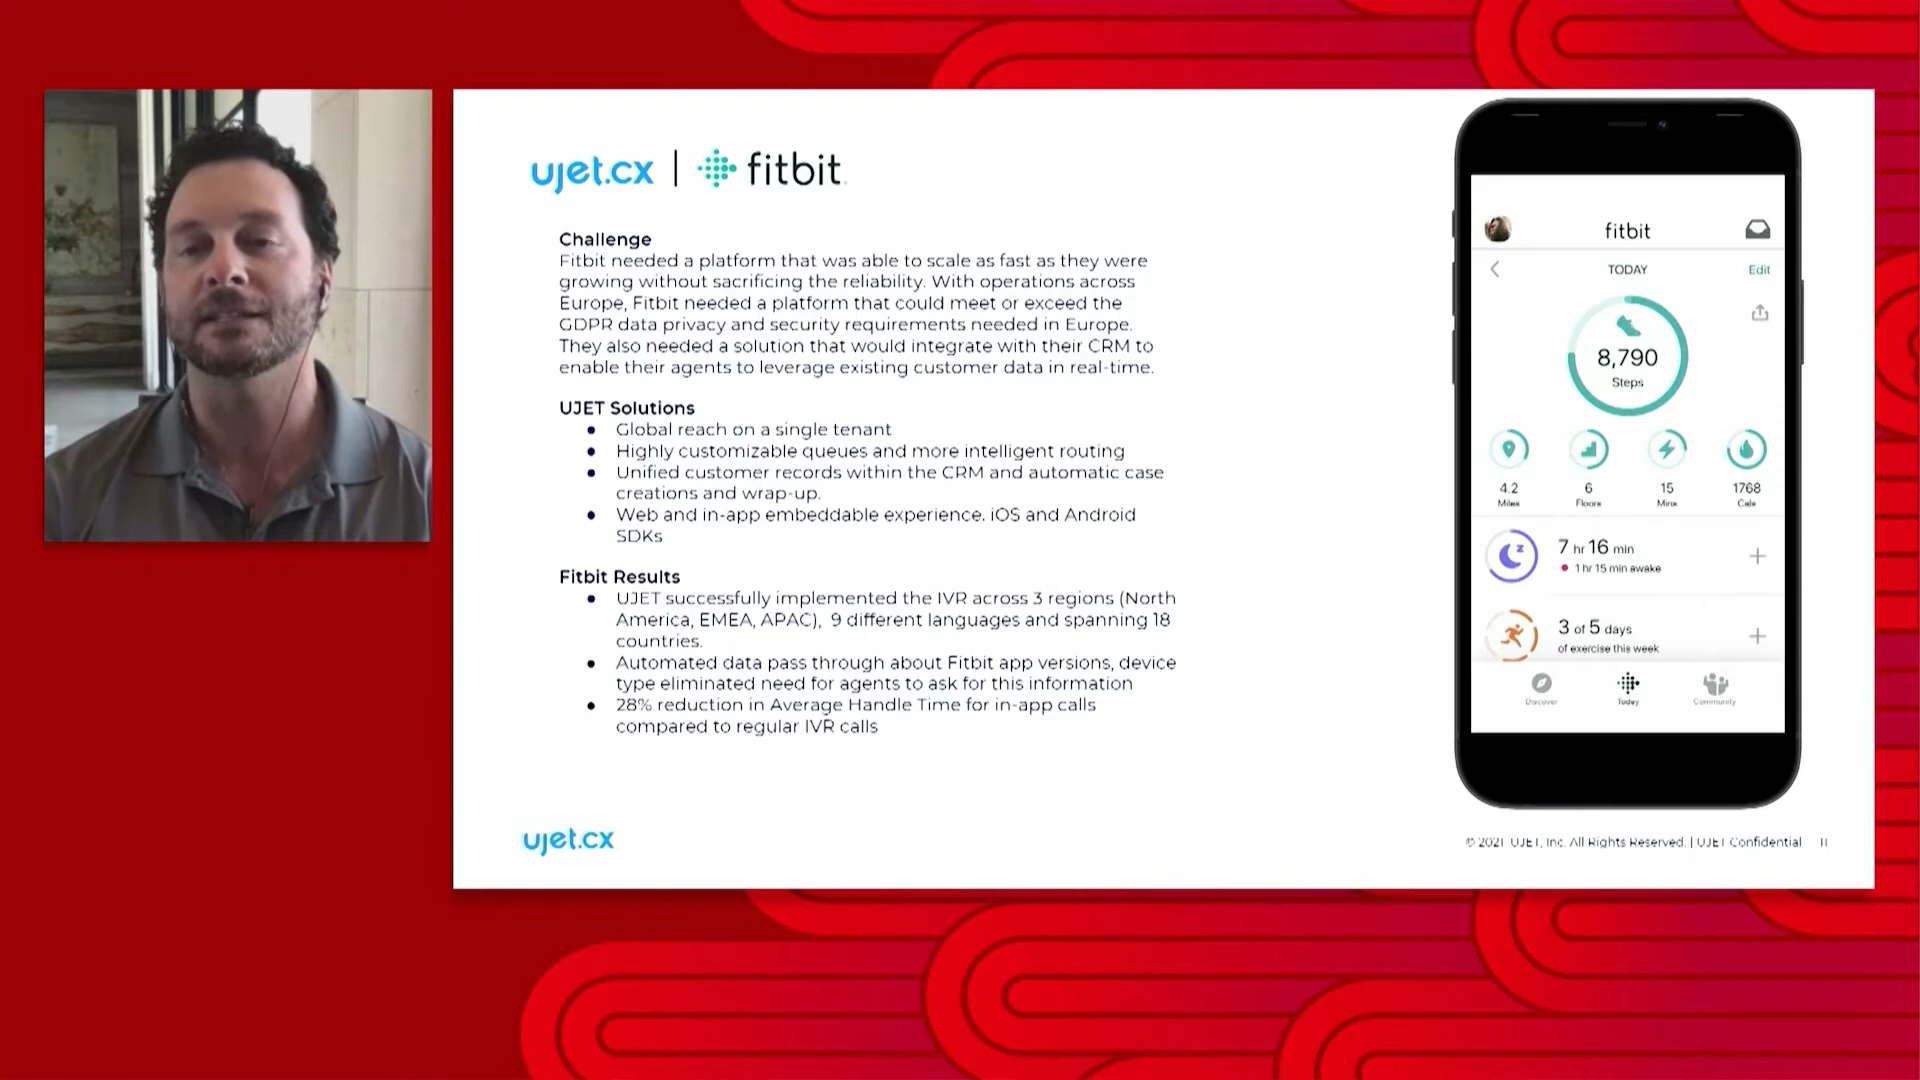 ujet.cx | fitbit
Challenge
Fitbit needed a platform that was able to scale as fast as they were
growing without sacrificing the reliability. With operations across
Europe, Fitbit needed a platform that could meet or exceed the
GDPR data privacy and security requirements needed in Europe.
They also needed a solution that would integrate with their CRM to
enable their agents to leverage existing customer data in real-time.
UJET Solutions
● Global reach on a single tenant
● Highly customizable queues and more intelligent routing
● Unified customer records within the CRM and automatic case
creations and wrap-up.
● Web and in-app embeddable experience. iOS and Android
SDKs
Fitbit Results
● UJET successfully implemented the IVR across 3 regions (North
America, EMEA, APAC), 9 different languages and spanning 18
countries.
● Automated data pass through about Fitbit app versions, device
type eliminated need for agents to ask for this information
● 28% reduction in Average Handle Time for in-app calls
compared to regular IVR calls
fitbit
TODAY
Edit
8,790
Steps
4.2
Miles
6
Floors
15
Mins
1768
Cals
7 hr 16 min
1 hr 15 min awake
3 of 5 days
of exercise this week
Discover
Today
Community
ujet.cx
© 2021 UJET, Inc. All Rights Reserved. | UJET Confidential 11